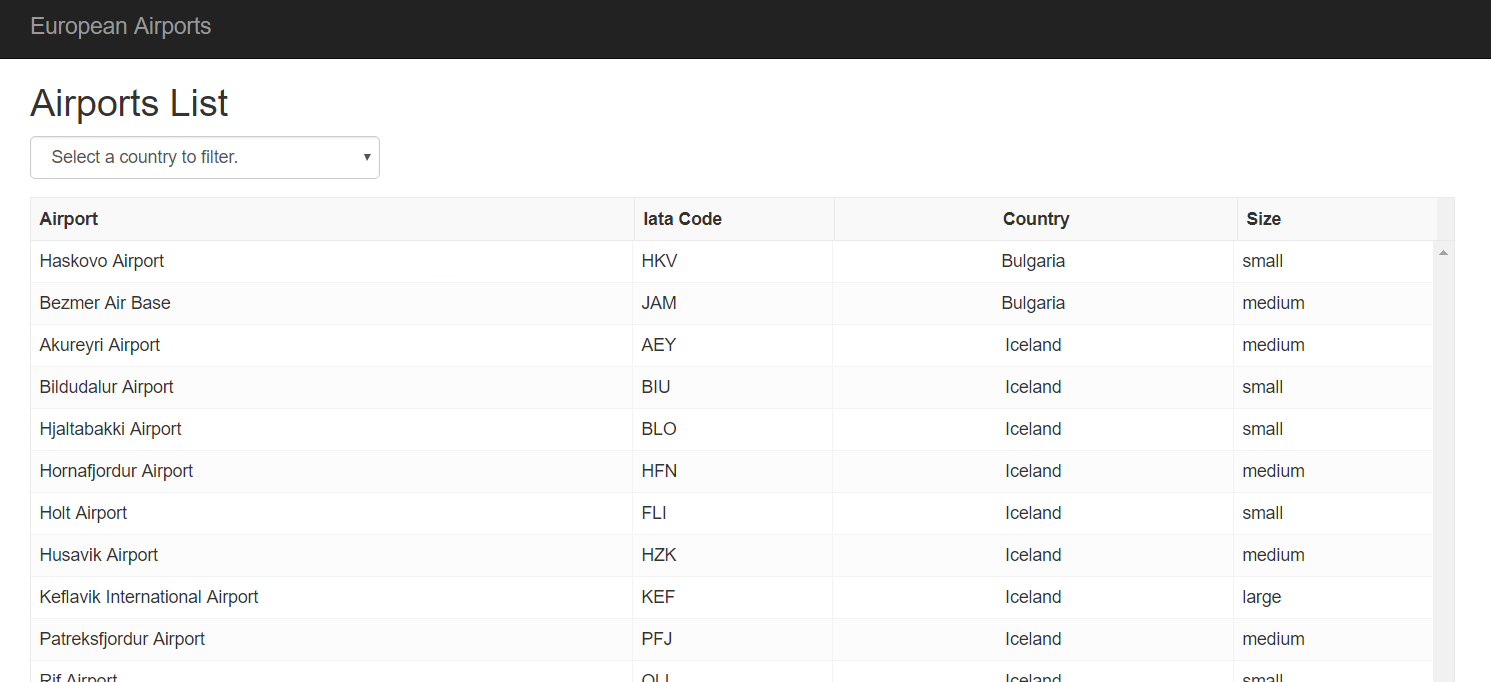 European Airports
Airports List
Select a country to filter.
Airport Iata Code Country Size
Haskovo Airport HKV Bulgaria small
Bezmer Air Base JAM Bulgaria medium
Akureyri Airport AEY Iceland medium
Bildudalur Airport BIU Iceland small
Hjaltabakki Airport BLO Iceland small
Hornafjordur Airport HFN Iceland medium
Holt Airport FLI Iceland small
Husavik Airport HZK Iceland medium
Keflavik International Airport KEF Iceland large
Patreksfjordur Airport PFJ Iceland medium
Rif Airport Iceland small